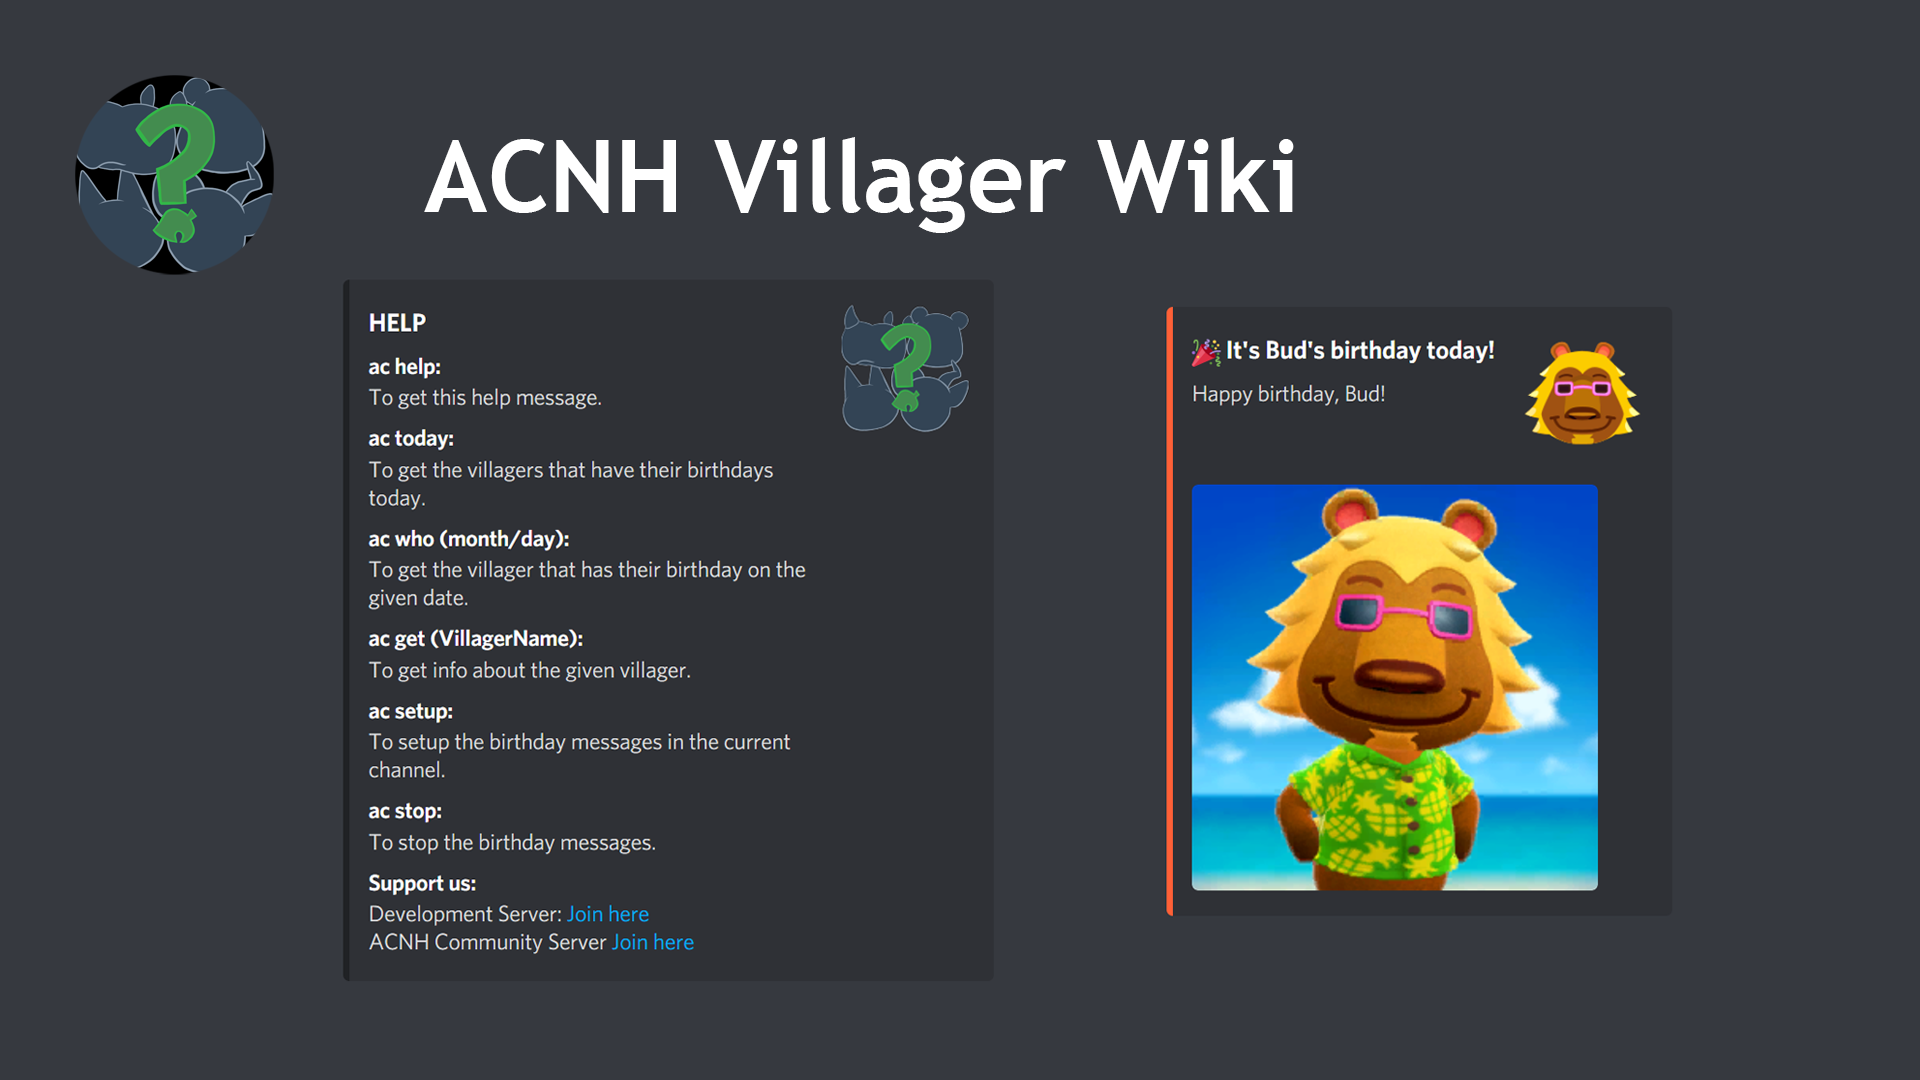 ACNH Villager Wiki
HELP
ac help:
To get this help message.
ac today:
To get the villagers that have their birthdays
today.
ac who (month/day):
To get the villager that has their birthday on the
given date.
ac get (VillagerName):
To get info about the given villager.
ac setup:
To setup the birthday messages in the current
channel.
ac stop:
To stop the birthday messages.
Support us:
Development Server: Join here
ACNH Community Server Join here
🎉 It's Bud's birthday today!
Happy birthday, Bud!